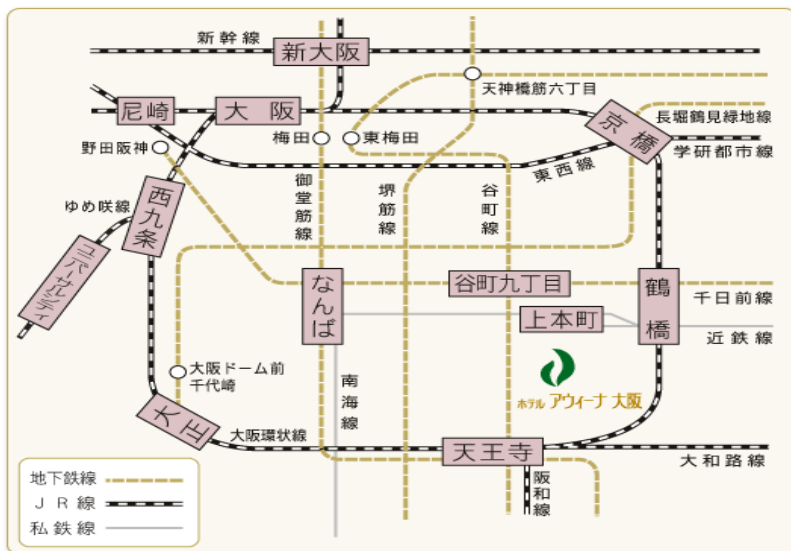 新幹線
新大阪
天神橋筋六丁目
尼崎
大阪
梅田
東梅田
京橋
長堀鶴見緑地線
学研都市線
野田阪神
東西線
西九条
ゆめ咲線
御堂筋線
堺筋線
谷町線
ユニバーサルシティ
なんば
谷町九丁目
鶴橋
千日前線
上本町
近鉄線
大阪ドーム前
千代崎
南海線
ホテル アウィーナ 大阪
大正
大阪環状線
天王寺
大和路線
阪和線
地下鉄線
JR線
私鉄線